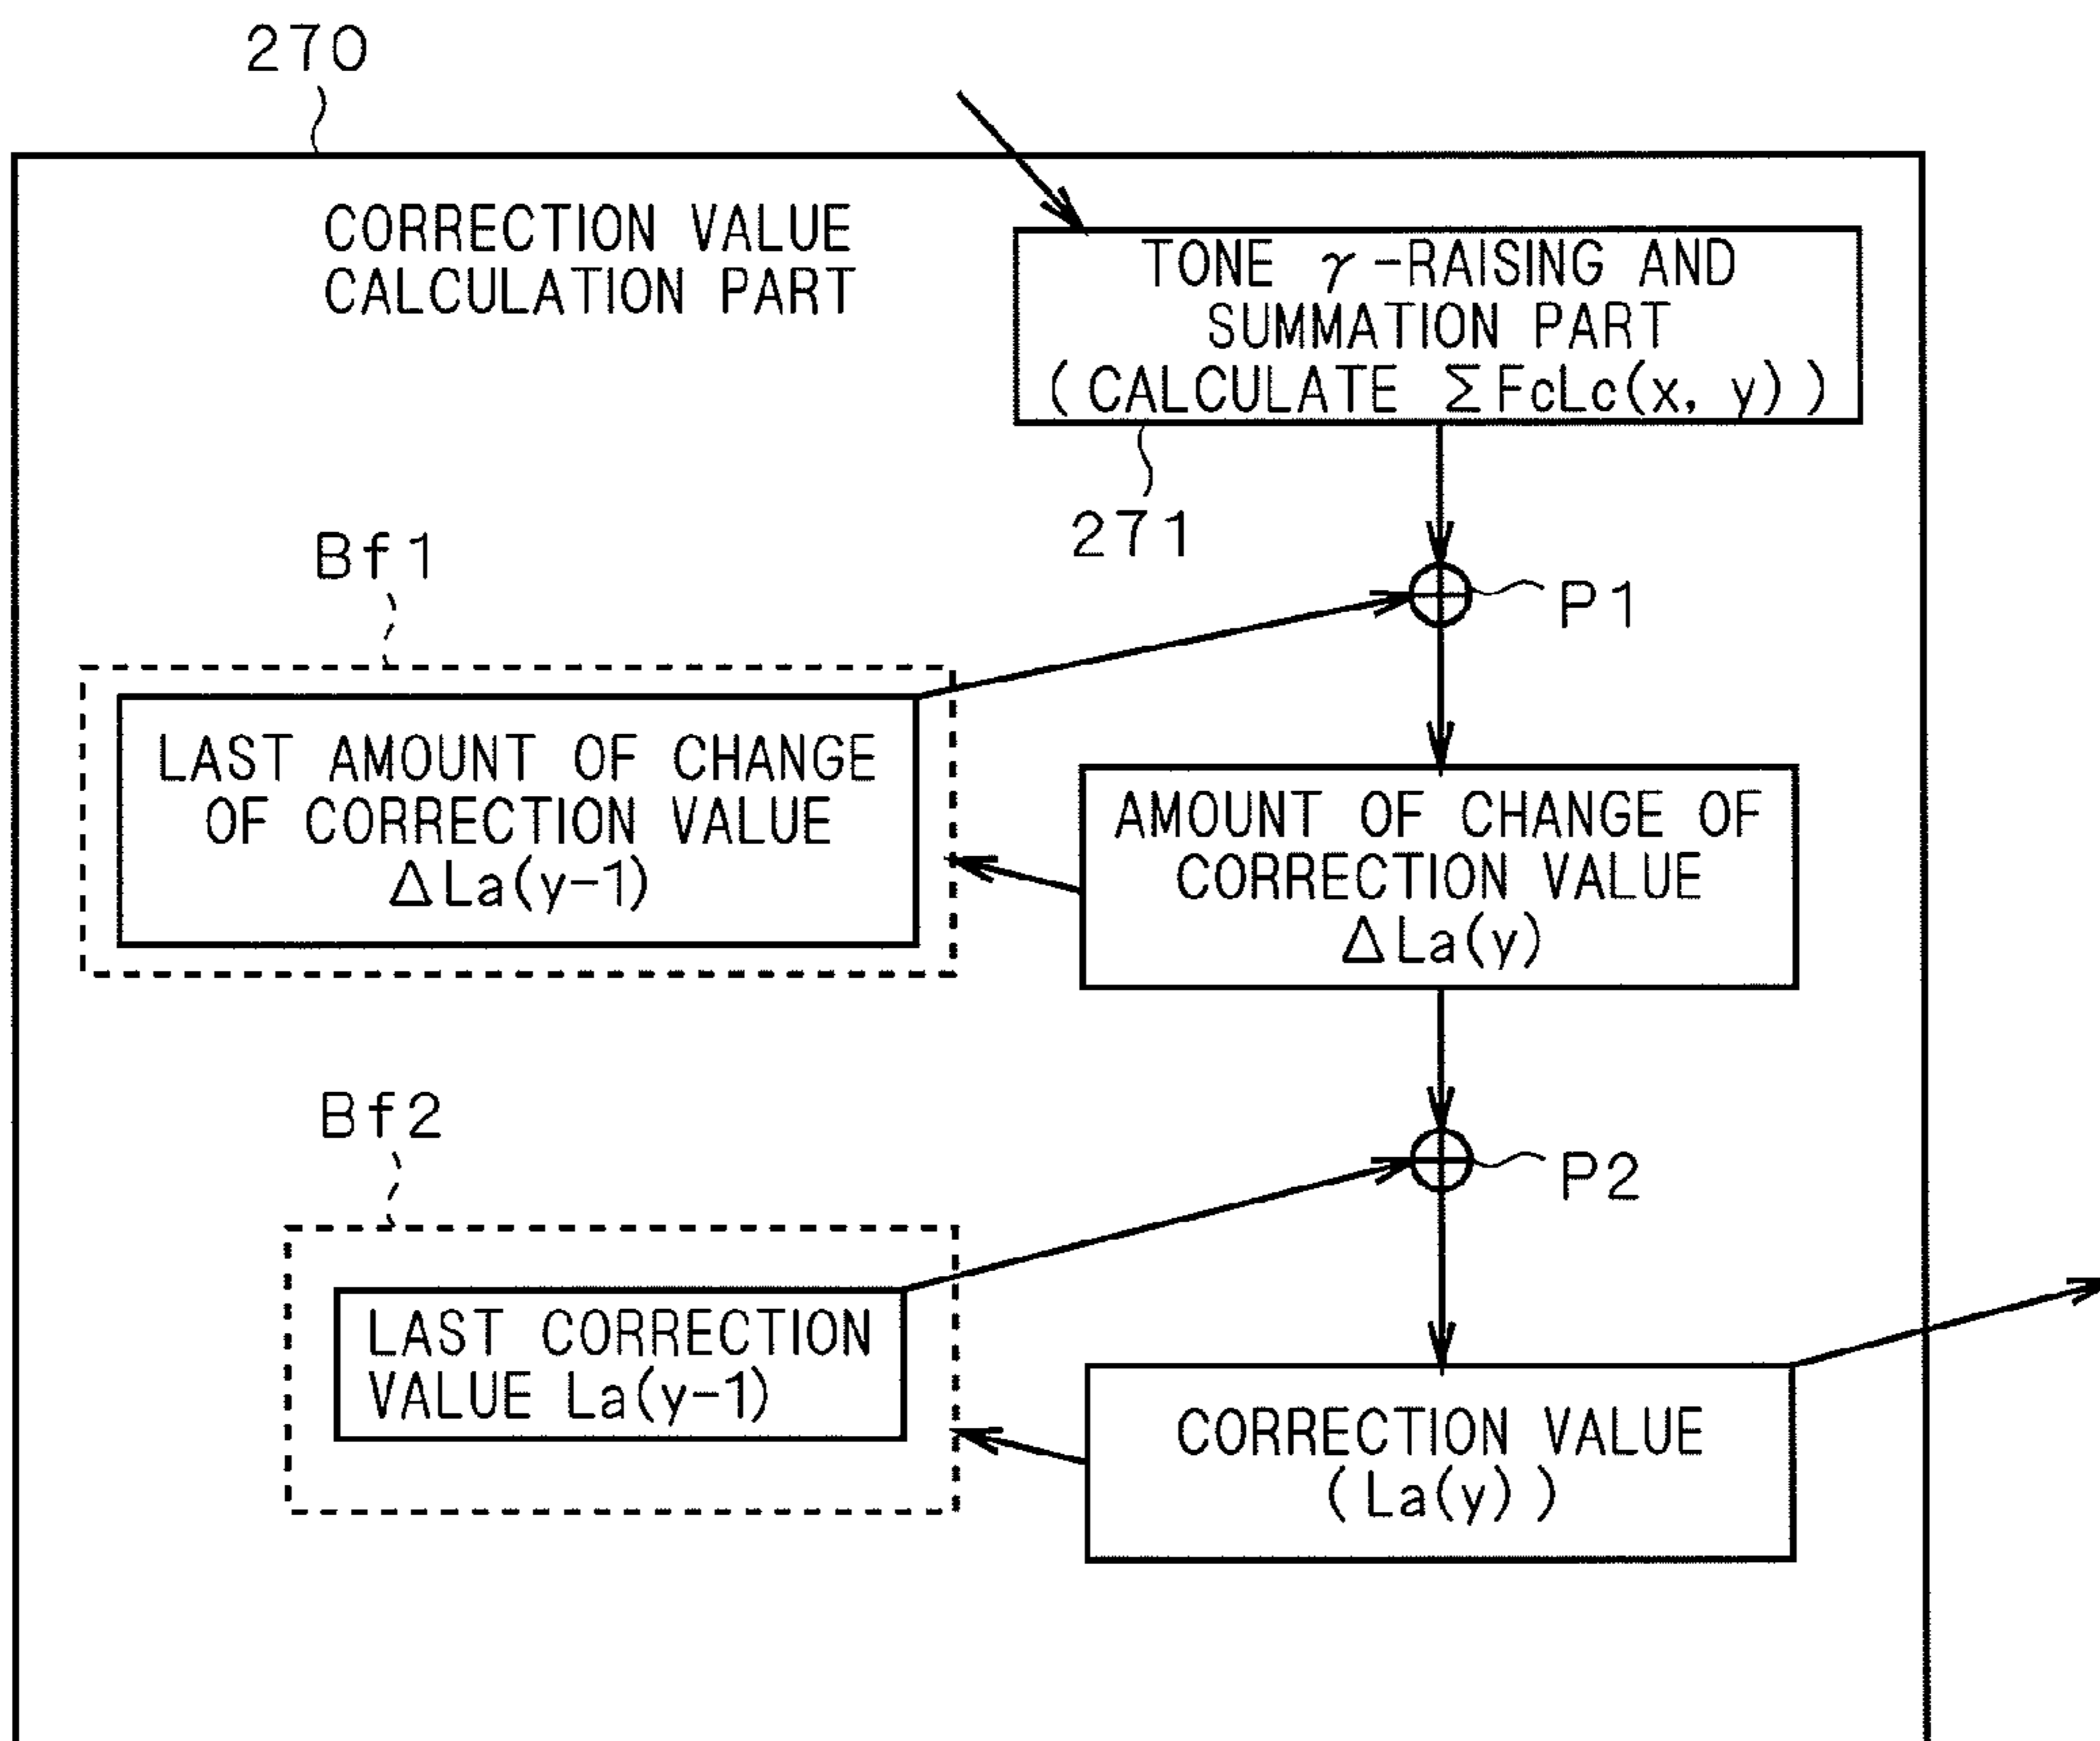 270
CORRECTION VALUE
CALCULATION PART
TONE γ-RAISING AND
SUMMATION PART
(CALCULATE ΣFcLc(x, y))
271
Bf1
P1
LAST AMOUNT OF CHANGE
OF CORRECTION VALUE
ΔLa(y-1)
AMOUNT OF CHANGE OF
CORRECTION VALUE
ΔLa(y)
Bf2
P2
LAST CORRECTION
VALUE La(y-1)
CORRECTION VALUE
(La(y))